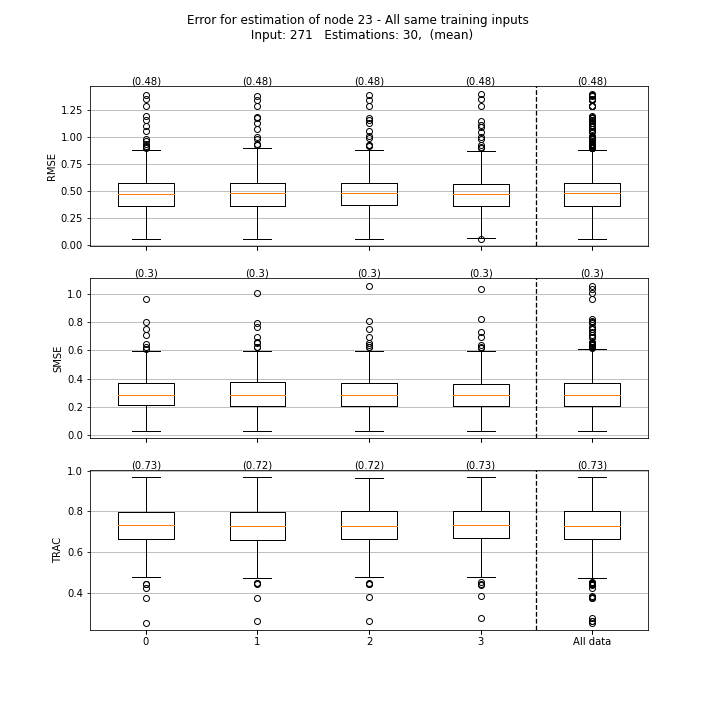 Error for estimation of node 23 - All same training inputs
Input: 271   Estimations: 30,  (mean)
(0.48) (0.48) (0.48) (0.48) (0.48)
1.25
1.00
0.75
0.50
0.25
0.00
RMSE
(0.3) (0.3) (0.3) (0.3) (0.3)
1.0
0.8
0.6
0.4
0.2
0.0
SMSE
(0.73) (0.72) (0.72) (0.73) (0.73)
1.0
0.8
0.6
0.4
TRAC
0 1 2 3 All data